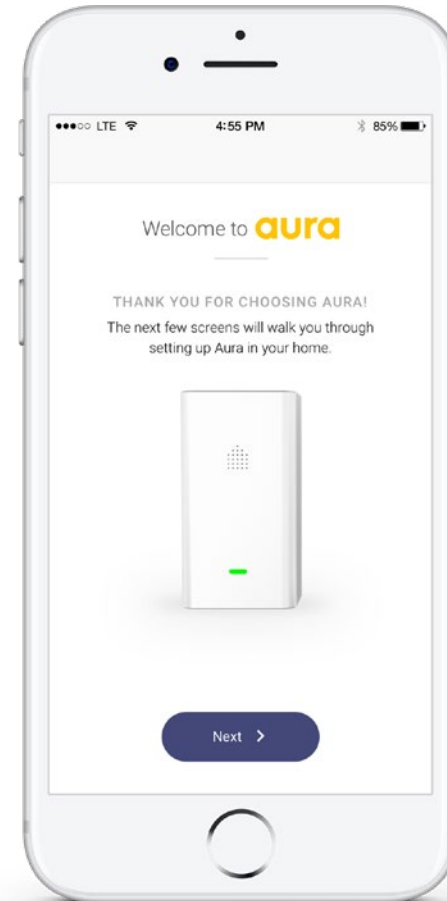 LTE 4:55 PM 85%
Welcome to aura
THANK YOU FOR CHOOSING AURA!
The next few screens will walk you through
setting up Aura in your home.
Next